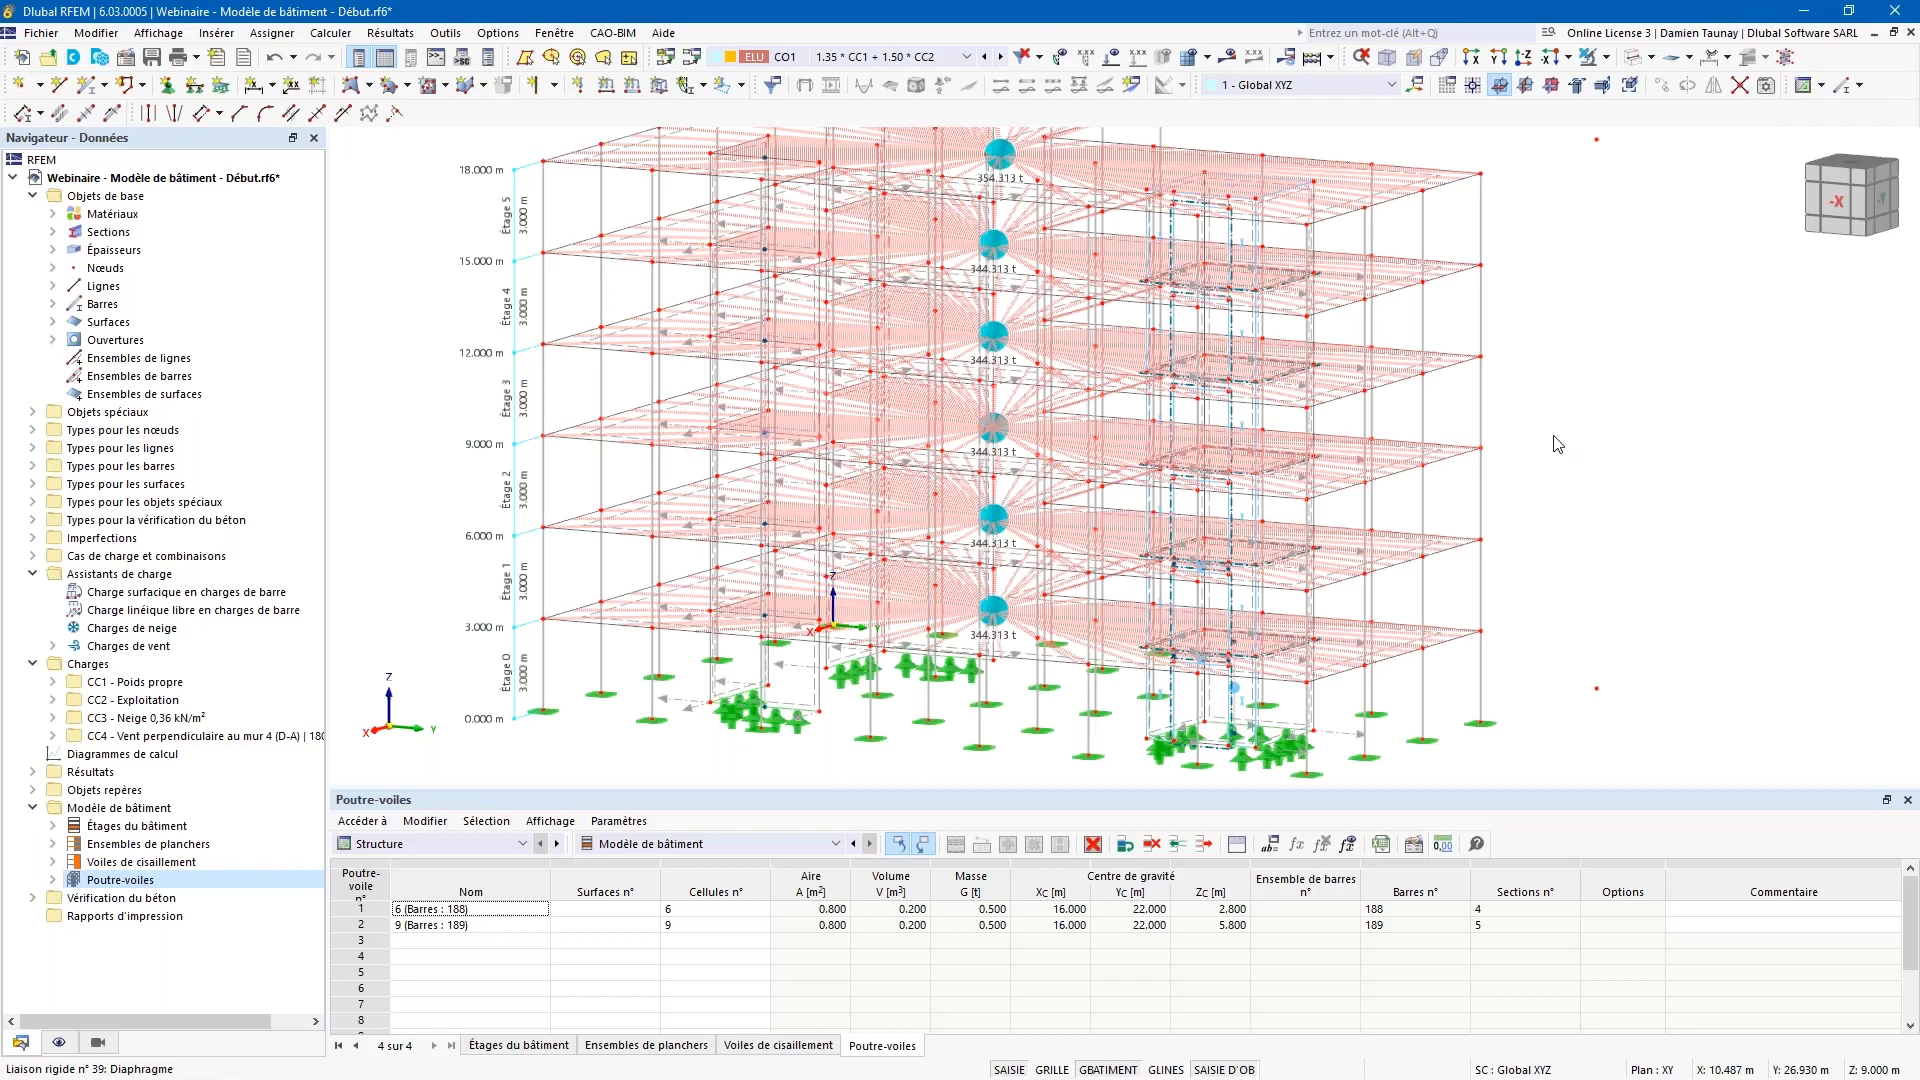 Dlubal RFEM | 6.03.0005 | Webinaire - Modèle de bâtiment - Début.rf6*
Fichier Modifier Affichage Insérer Assigner Calculer Résultats Outils Options Fenêtre CAO-BIM Aide
Entrez un mot-clé (Alt+Q)
Online License 3 | Damien Taunay | Dlubal Software SARL
ELU CO1 1.35 * CC1 + 1.50 * CC2
1 - Global XYZ
Navigateur - Données
RFEM
Webinaire - Modèle de bâtiment - Début.rf6*
Objets de base
Matériaux
Sections
Épaisseurs
Nœuds
Lignes
Barres
Surfaces
Ouvertures
Ensembles de lignes
Ensembles de barres
Ensembles de surfaces
Objets spéciaux
Types pour les nœuds
Types pour les lignes
Types pour les barres
Types pour les surfaces
Types pour les objets spéciaux
Types pour la vérification du béton
Imperfections
Cas de charge et combinaisons
Assistants de charge
Charge surfacique en charges de barre
Charge linéique libre en charges de barre
Charges de neige
Charges de vent
Charges
CC1 - Poids propre
CC2 - Exploitation
CC3 - Neige 0,36 kN/m²
CC4 - Vent perpendiculaire au mur 4 (D-A) | 180
Diagrammes de calcul
Résultats
Objets repères
Modèle de bâtiment
Étages du bâtiment
Ensembles de planchers
Voiles de cisaillement
Poutre-voiles
Vérification du béton
Rapports d'impression
18.000 m
354.313 t
Étage 5
3.000 m
15.000 m
344.313 t
Étage 4
3.000 m
12.000 m
344.313 t
Étage 3
3.000 m
9.000 m
344.313 t
Étage 2
3.000 m
6.000 m
344.313 t
Étage 1
3.000 m
3.000 m
344.313 t
Étage 0
3.000 m
0.000 m
Z
X
Y
Z
X
Y
-X
-Y
Poutre-voiles
Accéder à Modifier Sélection Affichage Paramètres
Structure
Modèle de bâtiment
Poutre-voile n° Nom Surfaces n° Cellules n° Aire A [m²] Volume V [m³] Masse G [t] Centre de gravité Xc [m] Yc [m] Zc [m] Ensemble de barres n° Barres n° Sections n° Options Commentaire
1 6 (Barres : 188) 6 0.800 0.200 0.500 16.000 22.000 2.800 188 4
2 9 (Barres : 189) 9 0.800 0.200 0.500 16.000 22.000 5.800 189 5
3
4
5
6
7
8
4 sur 4 Étages du bâtiment Ensembles de planchers Voiles de cisaillement Poutre-voiles
Liaison rigide n° 39: Diaphragme
SAISIE GRILLE GBATIMENT GLINES SAISIE D'OB
SC : Global XYZ
Plan : XY
X: 10.487 m
Y: 26.930 m
Z: 9.000 m